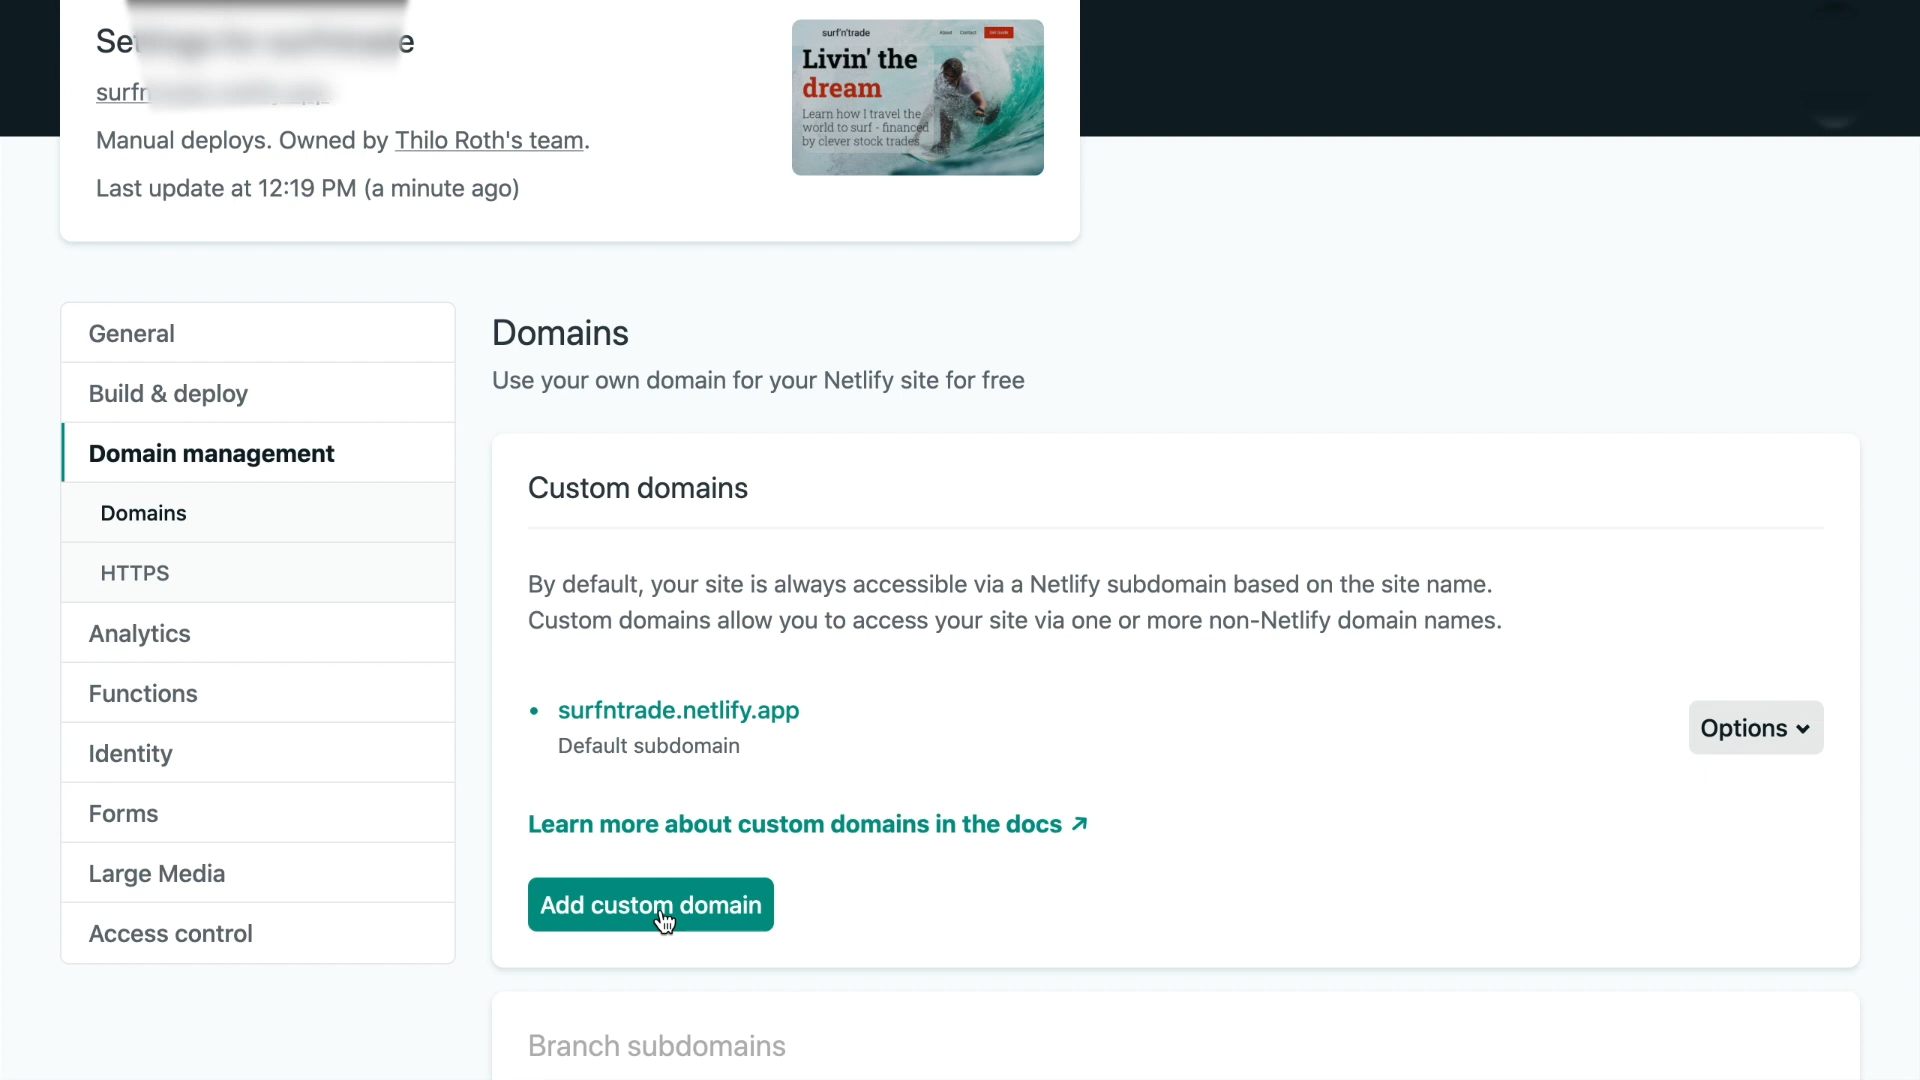 surf'n'trade About Contact
Livin' the
dream
Learn how I travel the
world to surf - financed
by clever stock trades
Manual deploys. Owned by Thilo Roth's team.
Last update at 12:19 PM (a minute ago)
General
Build & deploy
Domain management
Domains
HTTPS
Analytics
Functions
Identity
Forms
Large Media
Access control
Domains
Use your own domain for your Netlify site for free
Custom domains
By default, your site is always accessible via a Netlify subdomain based on the site name.
Custom domains allow you to access your site via one or more non-Netlify domain names.
• surfntrade.netlify.app
Default subdomain
Options
Learn more about custom domains in the docs ↗
Add custom domain
Branch subdomains